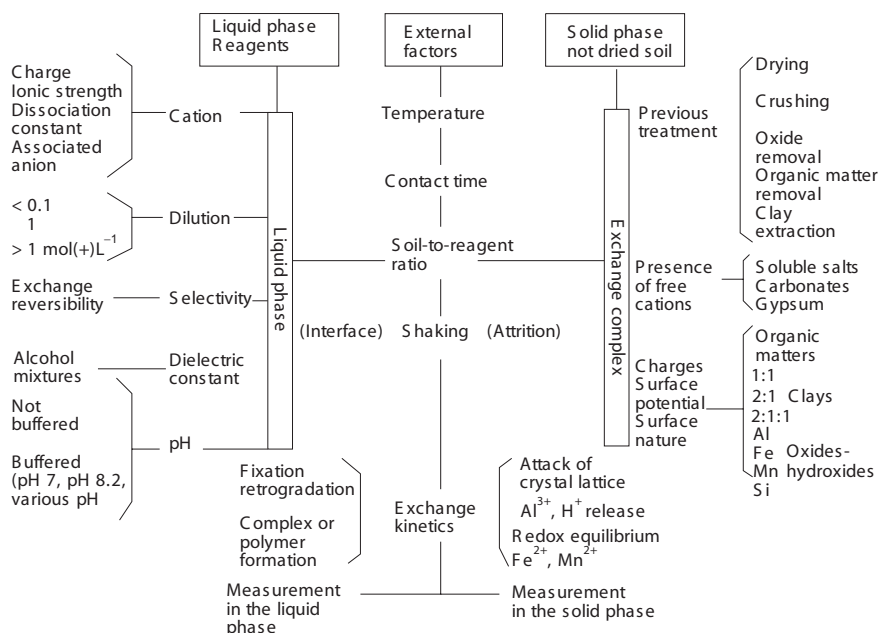 Liquid phase
Reagents
External
factors
Solid phase
not dried soil
Charge
Ionic strength
Dissociation
constant
Associated
anion
Cation
< 0.1
1
> 1 mol(+)L⁻¹
Dilution
Exchange
reversibility
Selectivity
Alcohol
mixtures
Dielectric
constant
Not
buffered
Buffered
(pH 7, pH 8.2,
various pH
pH
Liquid phase
Temperature
Contact time
Soil-to-reagent
ratio
(Interface)
Shaking
(Attrition)
Exchange complex
Previous
treatment
Drying
Crushing
Oxide
removal
Organic matter
removal
Clay
extraction
Presence
of free
cations
Soluble salts
Carbonates
Gypsum
Charges
Surface
potential
Surface
nature
Organic
matters
1:1
2:1 Clays
2:1:1
Al
Fe Oxides-
Mn hydroxides
Si
Fixation
retrogradation
Complex or
polymer
formation
Exchange
kinetics
Attack of
crystal lattice
Al³⁺, H⁺ release
Redox equilibrium
Fe²⁺, Mn²⁺
Measurement
in the liquid
phase
Measurement
in the solid phase